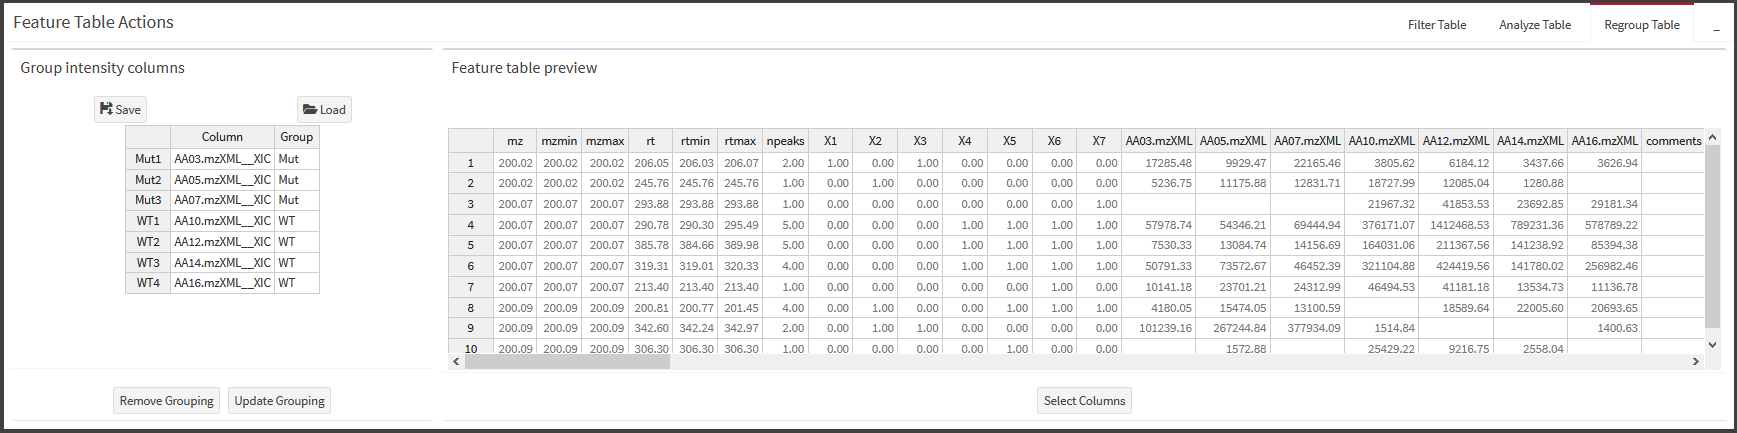 Feature Table Actions
Filter Table Analyze Table Regroup Table _
Group intensity columns
Save Load
Column Group
Mut1 AA03.mzXML__XIC Mut
Mut2 AA05.mzXML__XIC Mut
Mut3 AA07.mzXML__XIC Mut
WT1 AA10.mzXML__XIC WT
WT2 AA12.mzXML__XIC WT
WT3 AA14.mzXML__XIC WT
WT4 AA16.mzXML__XIC WT
Remove Grouping Update Grouping
Feature table preview
mz mzmin mzmax rt rtmin rtmax npeaks X1 X2 X3 X4 X5 X6 X7 AA03.mzXML AA05.mzXML AA07.mzXML AA10.mzXML AA12.mzXML AA14.mzXML AA16.mzXML comments
1 200.02 200.02 200.02 206.05 206.03 206.07 2.00 1.00 0.00 1.00 0.00 0.00 0.00 0.00 17285.48 9929.47 22165.46 3805.62 6184.12 3437.66 3626.94
2 200.02 200.02 200.02 245.76 245.76 245.76 1.00 0.00 1.00 0.00 0.00 0.00 0.00 0.00 5236.75 11175.88 12831.71 18727.99 12085.04 1280.88
3 200.07 200.07 200.07 293.88 293.88 293.88 1.00 0.00 0.00 0.00 0.00 0.00 0.00 1.00 21967.32 41853.53 23692.85 29181.34
4 200.07 200.07 200.07 290.78 290.30 295.49 5.00 0.00 0.00 0.00 1.00 1.00 1.00 1.00 57978.74 54346.21 69444.94 376171.07 1412468.53 789231.36 578789.22
5 200.07 200.07 200.07 385.78 384.66 389.98 5.00 0.00 0.00 0.00 1.00 1.00 1.00 1.00 7530.33 13084.74 14156.69 164031.06 211367.56 141238.92 85394.38
6 200.07 200.07 200.07 319.31 319.01 320.33 4.00 0.00 0.00 0.00 1.00 1.00 1.00 1.00 50791.33 73572.67 46452.39 321104.88 424419.56 141780.02 256982.46
7 200.07 200.07 200.07 213.40 213.40 213.40 1.00 0.00 0.00 0.00 0.00 0.00 1.00 0.00 10141.18 23701.21 24312.99 46494.53 41181.18 13534.73 11136.78
8 200.09 200.09 200.09 200.81 200.77 201.45 4.00 0.00 1.00 0.00 0.00 1.00 1.00 1.00 4180.05 15474.05 13100.59 18589.64 22005.60 20693.65
9 200.09 200.09 200.09 342.60 342.24 342.97 2.00 0.00 1.00 1.00 0.00 0.00 0.00 0.00 101239.16 267244.84 377934.09 1514.84 1400.63
10 200.09 200.09 200.09 306.30 306.30 306.30 1.00 0.00 0.00 0.00 0.00 1.00 0.00 0.00 1572.88 25429.22 9216.75 2558.04
Select Columns